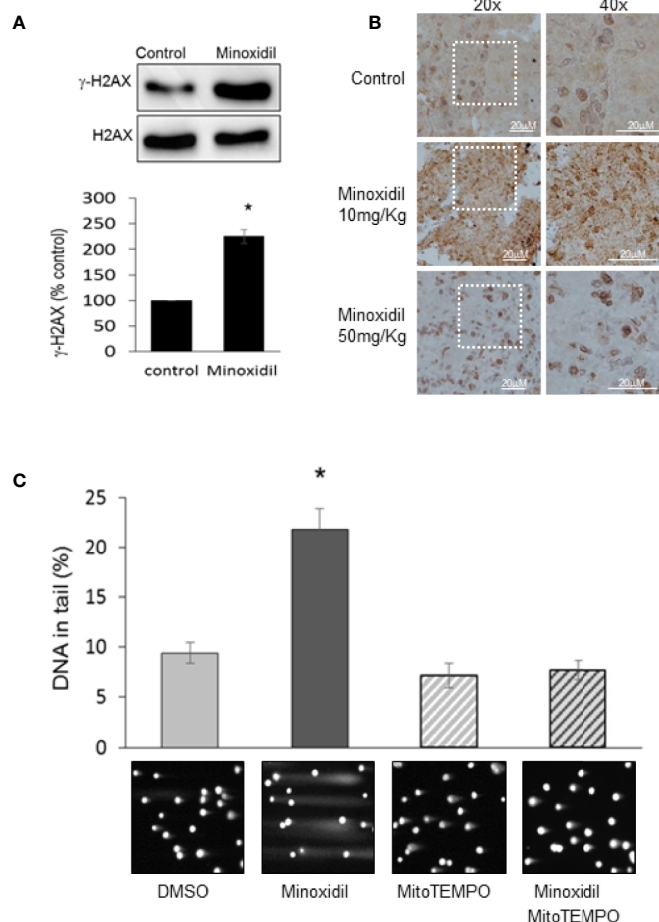 A
Control Minoxidil
γ-H2AX
H2AX
γ-H2AX (% control)
300
250
200
150
100
50
0
control Minoxidil
*
B
20x 40x
Control
20µM 20µM
Minoxidil
10mg/Kg
20µM 20µM
Minoxidil
50mg/Kg
20µM 20µM
C
DNA in tail (%)
25
20
15
10
5
0
*
DMSO Minoxidil MitoTEMPO Minoxidil
MitoTEMPO